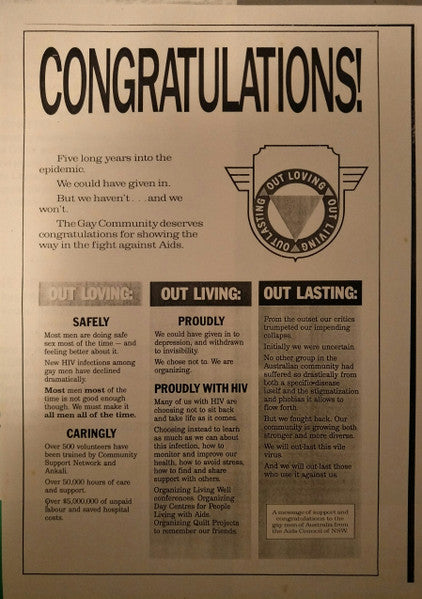 CONGRATULATIONS!
Five long years into the
epidemic.
We could have given in.
But we haven't . . . and we
won't.
The Gay Community deserves
congratulations for showing the
way in the fight against Aids.
OUT LOVING
OUT LIVING
OUT LASTING
OUT LOVING:
SAFELY
Most men are doing safe
sex most of the time — and
feeling better about it.
New HIV infections among
gay men have declined
dramatically.
Most men most of the
time is not good enough
though. We must make it
all men all of the time.
CARINGLY
Over 500 volunteers have
been trained by Community
Support Network and
Ankali.
Over 50,000 hours of care
and support.
Over $5,000,000 of unpaid
labour and saved hospital
costs.
OUT LIVING:
PROUDLY
We could have given in to
depression; and withdrawn
to invisibility.
We chose not to. We are
organizing.
PROUDLY WITH HIV
Many of us with HIV are
choosing not to sit back
and take life as it comes.
Choosing instead to learn
as much as we can about
this infection, how to
monitor and improve our
health, how to avoid stress,
how to find and share
support with others.
Organizing Living Well
conferences. Organizing
Day Centres for People
Living with Aids.
Organizing Quilt Projects
to remember our friends.
OUT LASTING:
From the outset our critics
trumpeted our impending
collapse.
Initially we were uncertain.
No other group in the
Australian community had
suffered so drastically from
both a specific disease
itself and the stigmatization
and phobias it allows to
flow forth.
But we fought back. Our
community is growing both
stronger and more diverse.
We will out-last this vile
virus.
And we will out-last those
who use it against us.
A message of support and
congratulations to the
gay men of Australia from
the Aids Council of NSW.